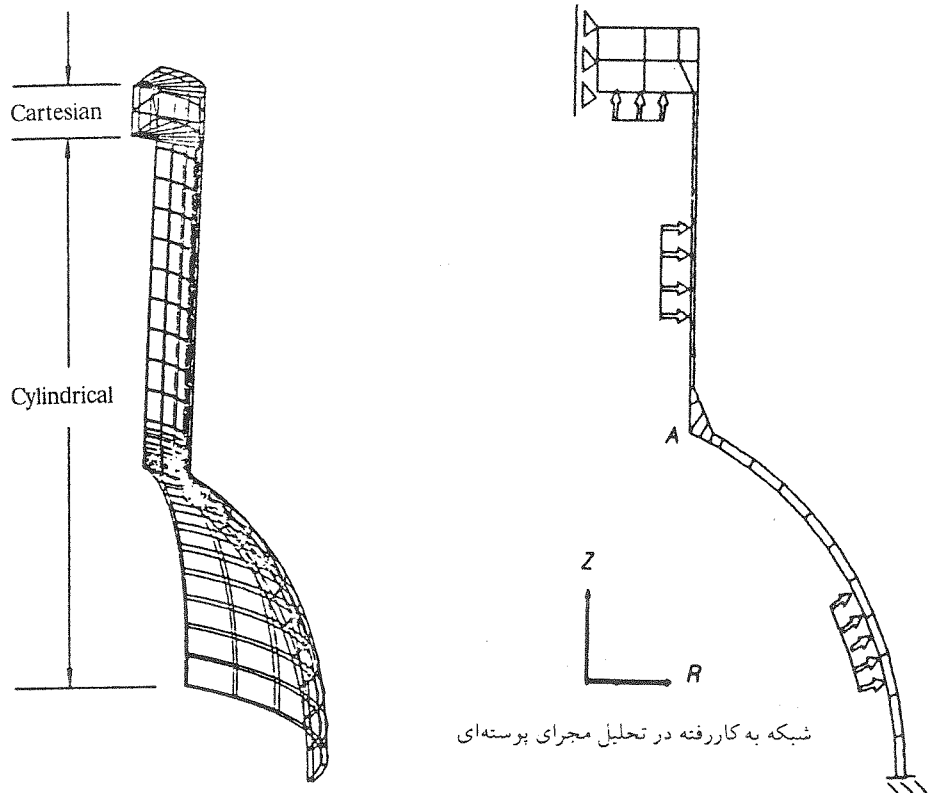 Cartesian
Cylindrical
A
Z
R
شبکه به کاررفته در تحلیل مجرای پوسته‌ای